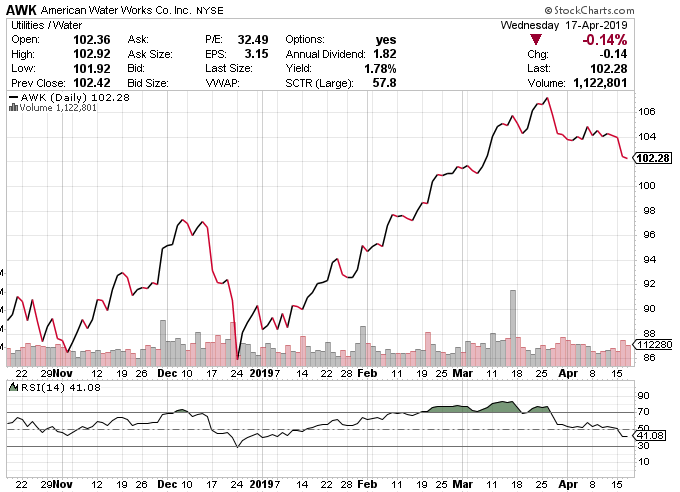 AWK American Water Works Co. Inc. NYSE © StockCharts.com
Utilities / Water Wednesday 17-Apr-2019
Open: 102.36 Ask: P/E: 32.49 Options: yes -0.14%
High: 102.92 Ask Size: EPS: 3.15 Annual Dividend: 1.82 Chg: -0.14
Low: 101.92 Bid: Last Size: Yield: 1.78% Last: 102.28
Prev Close: 102.42 Bid Size: VWAP: SCTR (Large): 57.8 Volume: 1,122,801
AWK (Daily) 102.28
Volume 1,122,801
106
104
102.28
100
98
96
94
92
90
88
112280
86
22 29 Nov 12 19 26 Dec 10 17 24 2019 7 14 22 28 Feb 11 19 25 Mar 11 18 25 Apr 8 15
RSI(14) 41.08
90
70
50
41.08
30
10
22 29 Nov 12 19 26 Dec 10 17 24 2019 7 14 22 28 Feb 11 19 25 Mar 11 18 25 Apr 8 15